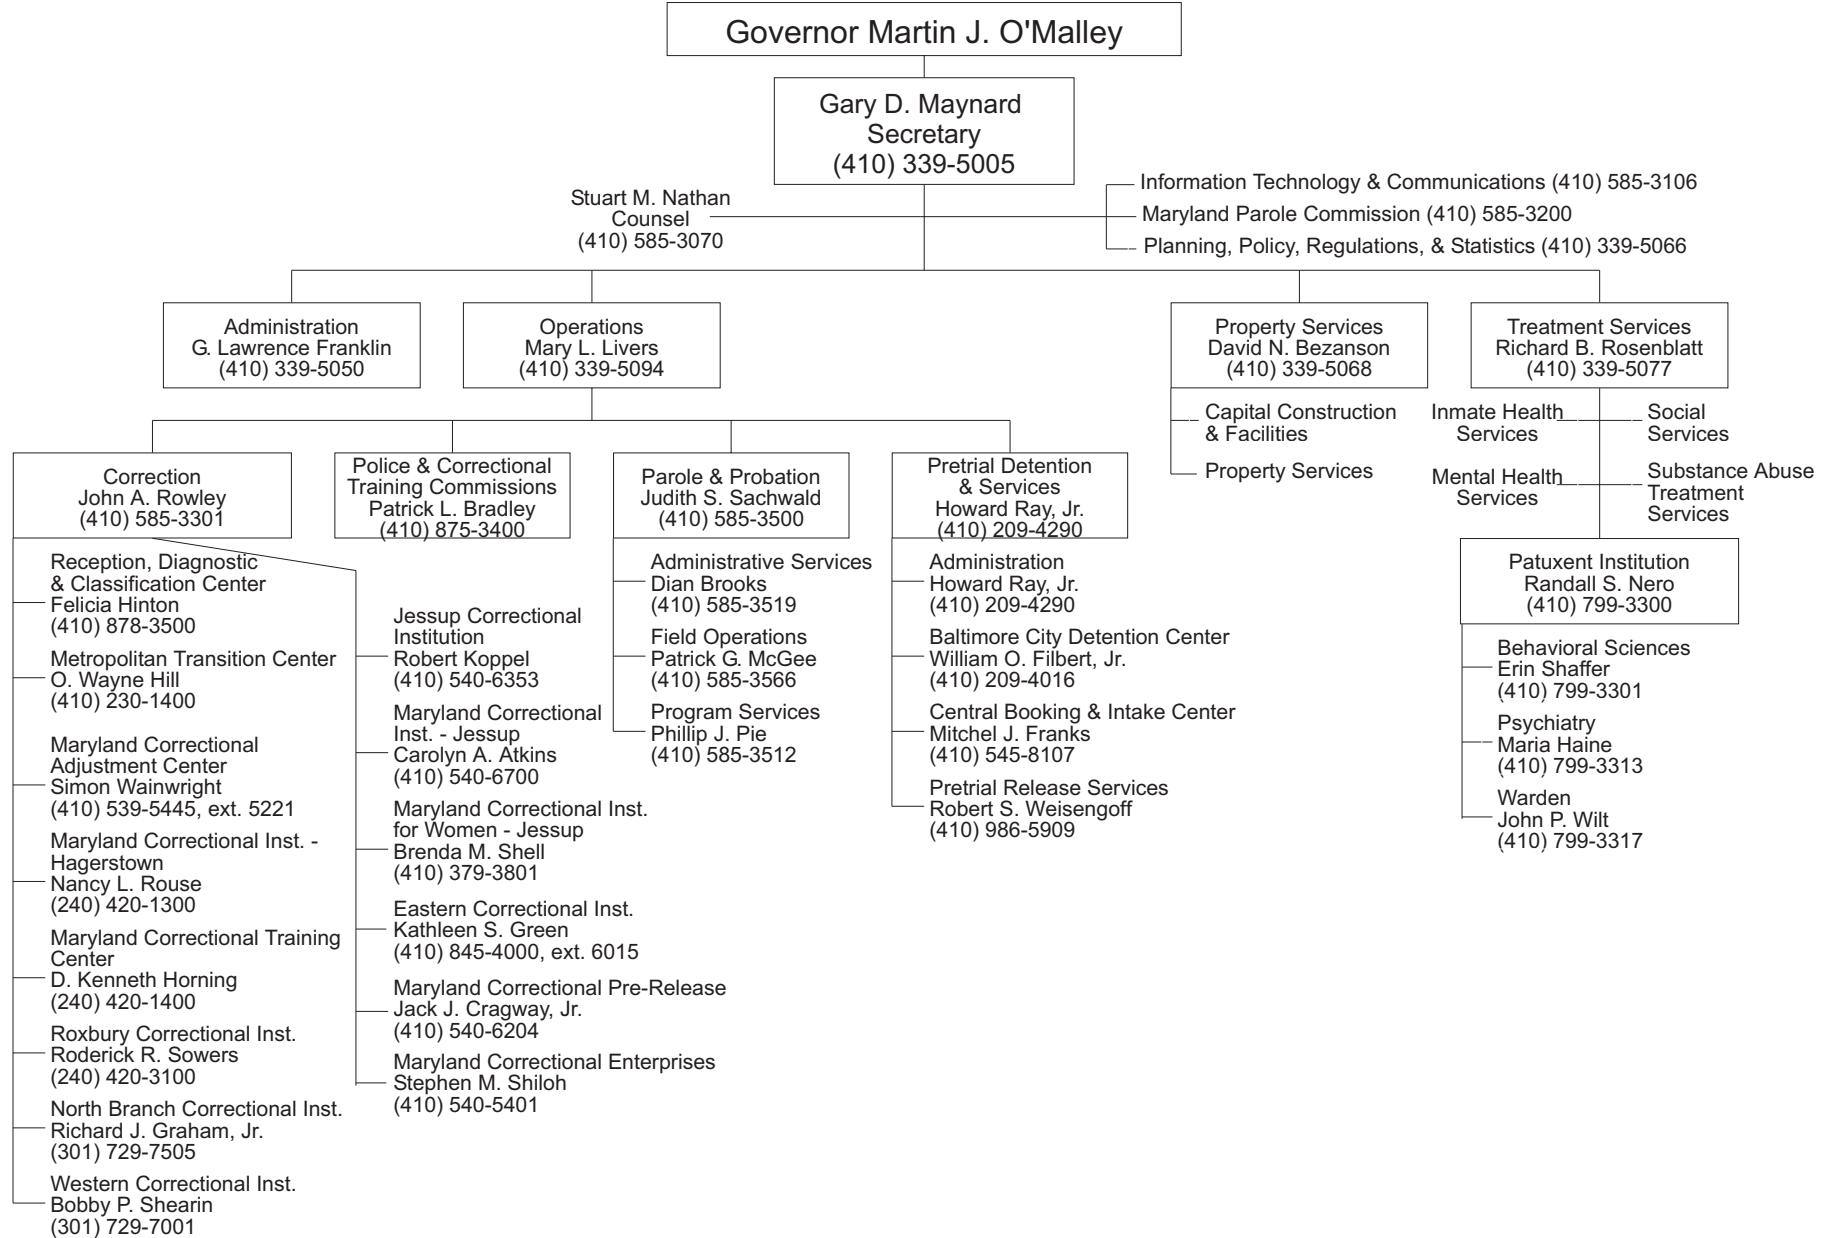 Governor Martin J. O'Malley
Gary D. Maynard
Secretary
(410) 339-5005
Stuart M. Nathan
Counsel
(410) 585-3070
Information Technology & Communications (410) 585-3106
Maryland Parole Commission (410) 585-3200
Planning, Policy, Regulations, & Statistics (410) 339-5066
Administration
G. Lawrence Franklin
(410) 339-5050
Operations
Mary L. Livers
(410) 339-5094
Property Services
David N. Bezanson
(410) 339-5068
Treatment Services
Richard B. Rosenblatt
(410) 339-5077
Capital Construction
& Facilities
Property Services
Inmate Health
Services
Social
Services
Mental Health
Services
Substance Abuse
Treatment
Services
Correction
John A. Rowley
(410) 585-3301
Police & Correctional
Training Commissions
Patrick L. Bradley
(410) 875-3400
Parole & Probation
Judith S. Sachwald
(410) 585-3500
Pretrial Detention
& Services
Howard Ray, Jr.
(410) 209-4290
Patuxent Institution
Randall S. Nero
(410) 799-3300
Reception, Diagnostic
& Classification Center
Felicia Hinton
(410) 878-3500
Metropolitan Transition Center
O. Wayne Hill
(410) 230-1400
Maryland Correctional
Adjustment Center
Simon Wainwright
(410) 539-5445, ext. 5221
Maryland Correctional Inst. -
Hagerstown
Nancy L. Rouse
(240) 420-1300
Maryland Correctional Training
Center
D. Kenneth Horning
(240) 420-1400
Roxbury Correctional Inst.
Roderick R. Sowers
(240) 420-3100
North Branch Correctional Inst.
Richard J. Graham, Jr.
(301) 729-7505
Western Correctional Inst.
Bobby P. Shearin
(301) 729-7001
Jessup Correctional
Institution
Robert Koppel
(410) 540-6353
Maryland Correctional
Inst. - Jessup
Carolyn A. Atkins
(410) 540-6700
Maryland Correctional Inst.
for Women - Jessup
Brenda M. Shell
(410) 379-3801
Eastern Correctional Inst.
Kathleen S. Green
(410) 845-4000, ext. 6015
Maryland Correctional Pre-Release
Jack J. Cragway, Jr.
(410) 540-6204
Maryland Correctional Enterprises
Stephen M. Shiloh
(410) 540-5401
Administrative Services
Dian Brooks
(410) 585-3519
Field Operations
Patrick G. McGee
(410) 585-3566
Program Services
Phillip J. Pie
(410) 585-3512
Administration
Howard Ray, Jr.
(410) 209-4290
Baltimore City Detention Center
William O. Filbert, Jr.
(410) 209-4016
Central Booking & Intake Center
Mitchel J. Franks
(410) 545-8107
Pretrial Release Services
Robert S. Weisengoff
(410) 986-5909
Behavioral Sciences
Erin Shaffer
(410) 799-3301
Psychiatry
Maria Haine
(410) 799-3313
Warden
John P. Wilt
(410) 799-3317